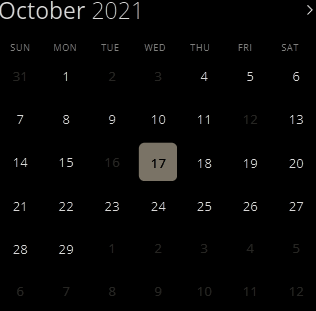 October 2021
SUN MON TUE WED THU FRI SAT
31 1 2 3 4 5 6
7 8 9 10 11 12 13
14 15 16 17 18 19 20
21 22 23 24 25 26 27
28 29 1 2 3 4 5
6 7 8 9 10 11 12